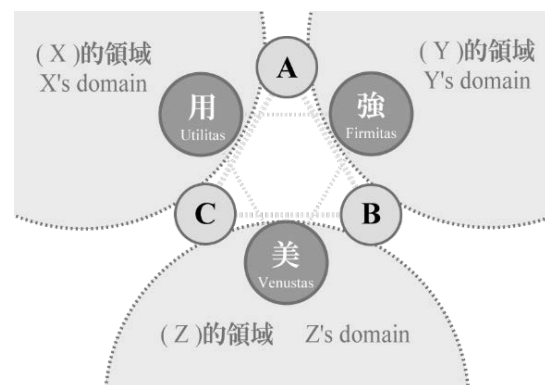 ( X )的領域
X's domain
( Y )的領域
Y's domain
A
用
Utilitas
強
Firmitas
C
B
美
Venustas
( Z )的領域 Z's domain